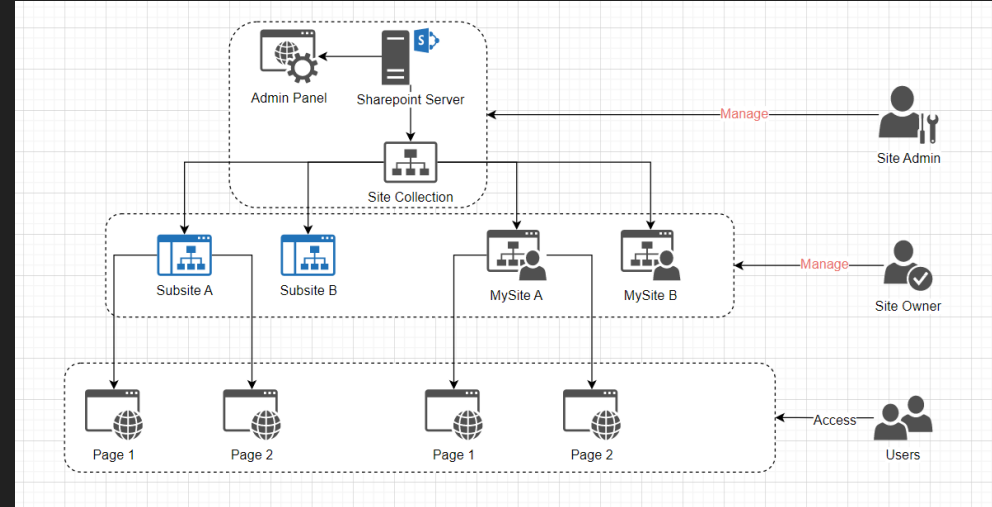 S
Admin Panel
Sharepoint Server
Manage
Site Admin
Site Collection
Subsite A
Subsite B
MySite A
MySite B
Manage
Site Owner
Page 1
Page 2
Page 1
Page 2
Access
Users